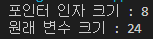 포인터 인자 크기 : 8
원래 변수 크기 : 24